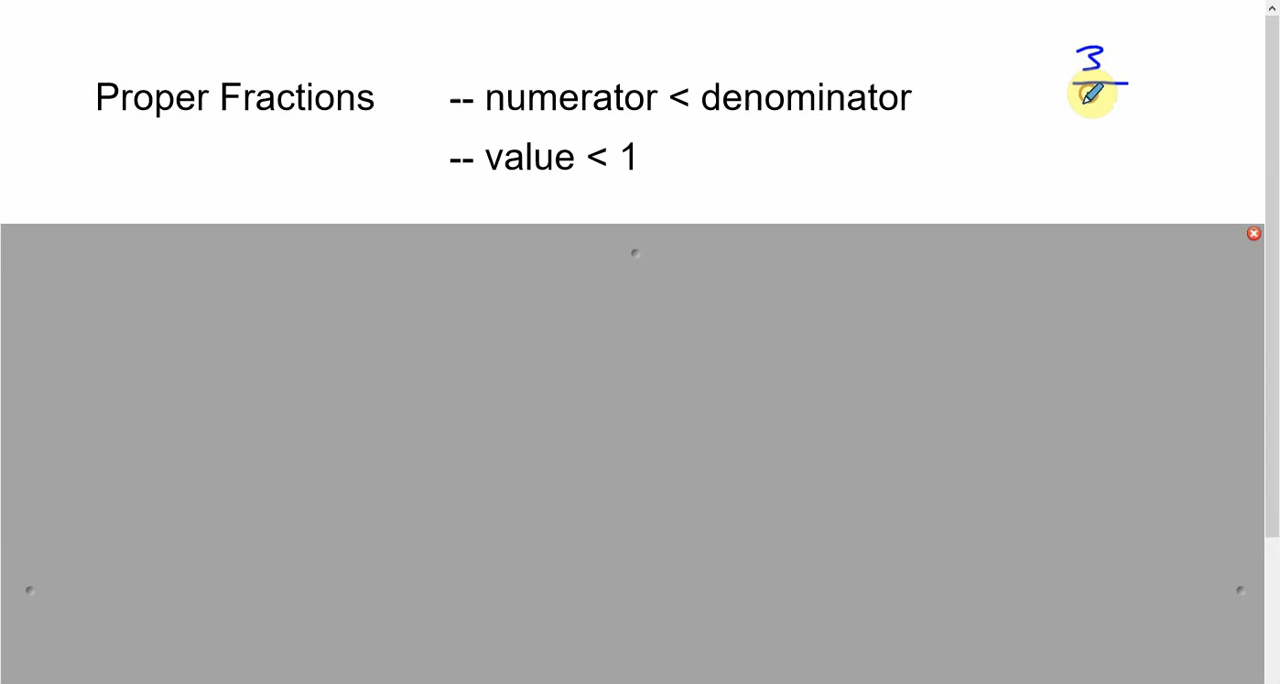 3
Proper Fractions -- numerator < denominator
-- value < 1